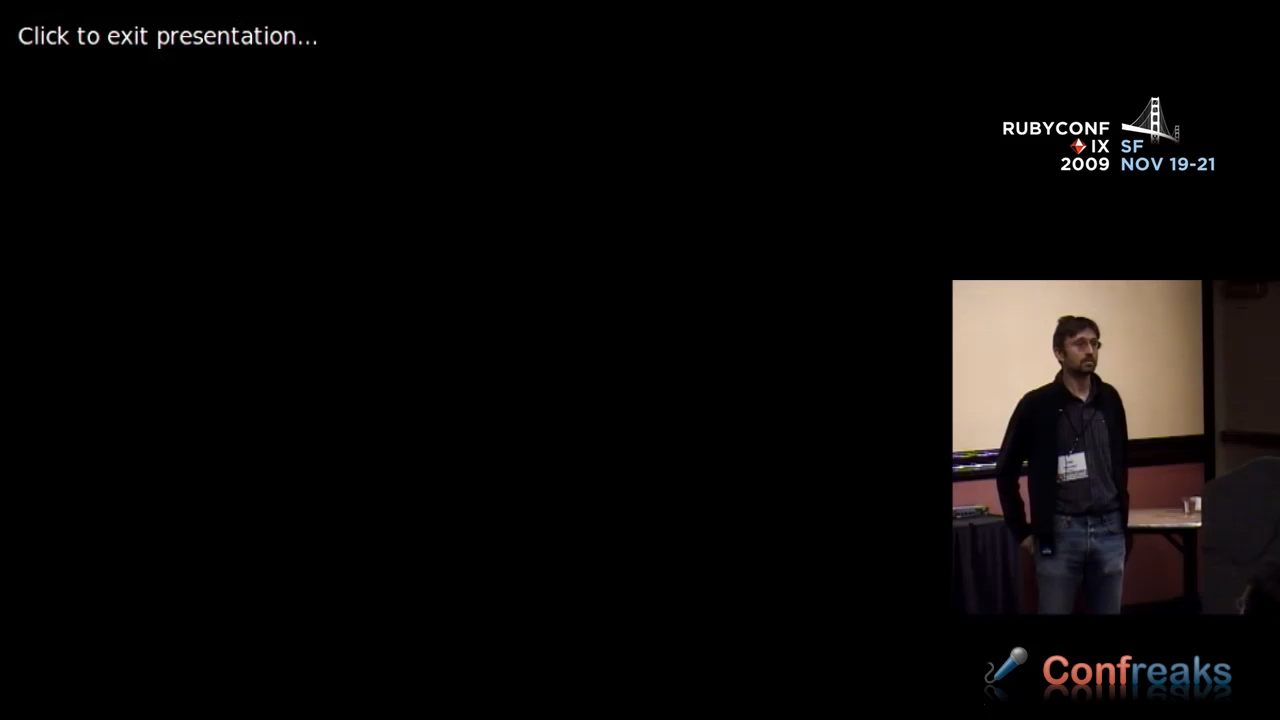 Click to exit presentation...
RUBYCONF
IX SF
2009 NOV 19-21
Confreaks